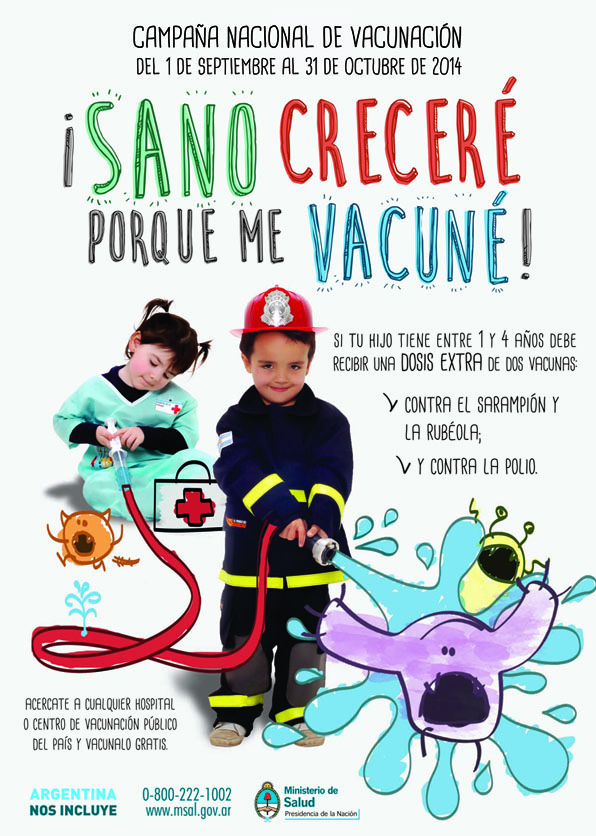 CAMPAÑA NACIONAL DE VACUNACIÓN
DEL 1 DE SEPTIEMBRE AL 31 DE OCTUBRE DE 2014
¡SANO CRECERÉ
PORQUE ME VACUNÉ!
SI TU HIJO TIENE ENTRE 1 Y 4 AÑOS DEBE
RECIBIR UNA DOSIS EXTRA DE DOS VACUNAS:
CONTRA EL SARAMPIÓN Y
LA RUBÉOLA;
Y CONTRA LA POLIO.
ACERCATE A CUALQUIER HOSPITAL
O CENTRO DE VACUNACIÓN PÚBLICO
DEL PAÍS Y VACUNALO GRATIS.
ARGENTINA
NOS INCLUYE
0-800-222-1002
www.msal.gov.ar
Ministerio de
Salud
Presidencia de la Nación